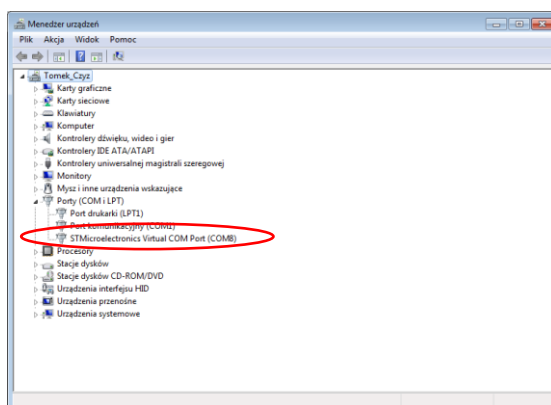 Menedżer urządzeń
Plik Akcja Widok Pomoc
Tomek_Czyz
Karty graficzne
Karty sieciowe
Klawiatury
Komputer
Kontrolery dźwięku, wideo i gier
Kontrolery IDE ATA/ATAPI
Kontrolery uniwersalnej magistrali szeregowej
Monitory
Mysz i inne urządzenia wskazujące
Porty (COM i LPT)
Port drukarki (LPT1)
Port komunikacyjny (COM1)
STMicroelectronics Virtual COM Port (COM8)
Procesory
Stacje dysków
Stacje dysków CD-ROM/DVD
Urządzenia interfejsu HID
Urządzenia przenośne
Urządzenia systemowe